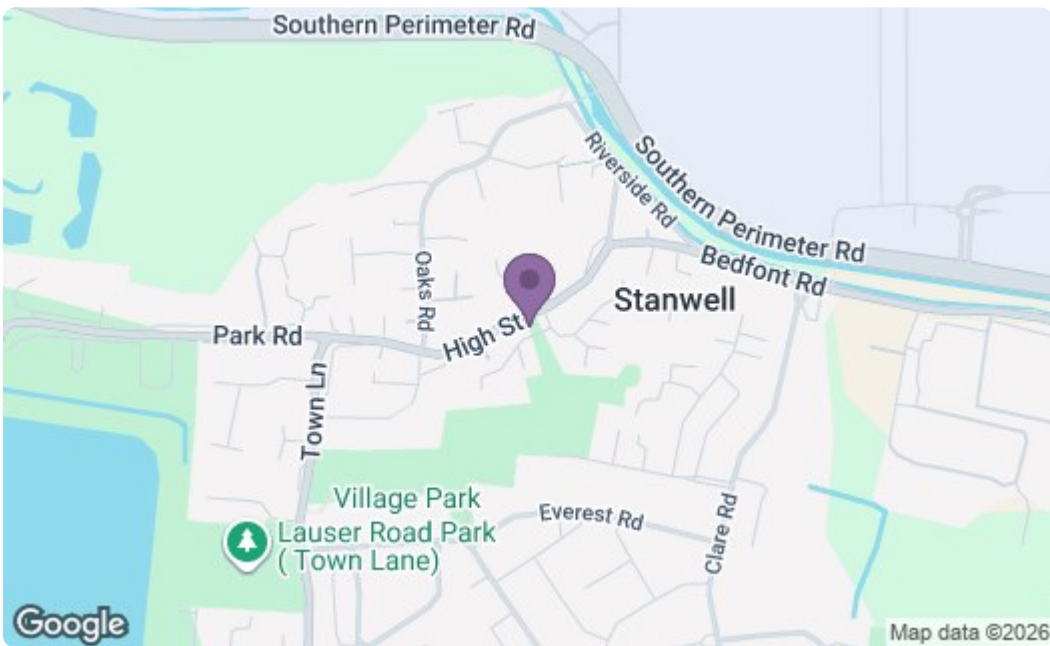 Southern Perimeter Rd
Riverside Rd
Southern Perimeter Rd
Bedfont Rd
Oaks Rd
Stanwell
High St
Park Rd
Town Ln
Village Park
Lauser Road Park
( Town Lane)
Everest Rd
Clare Rd
Google
Map data ©2026